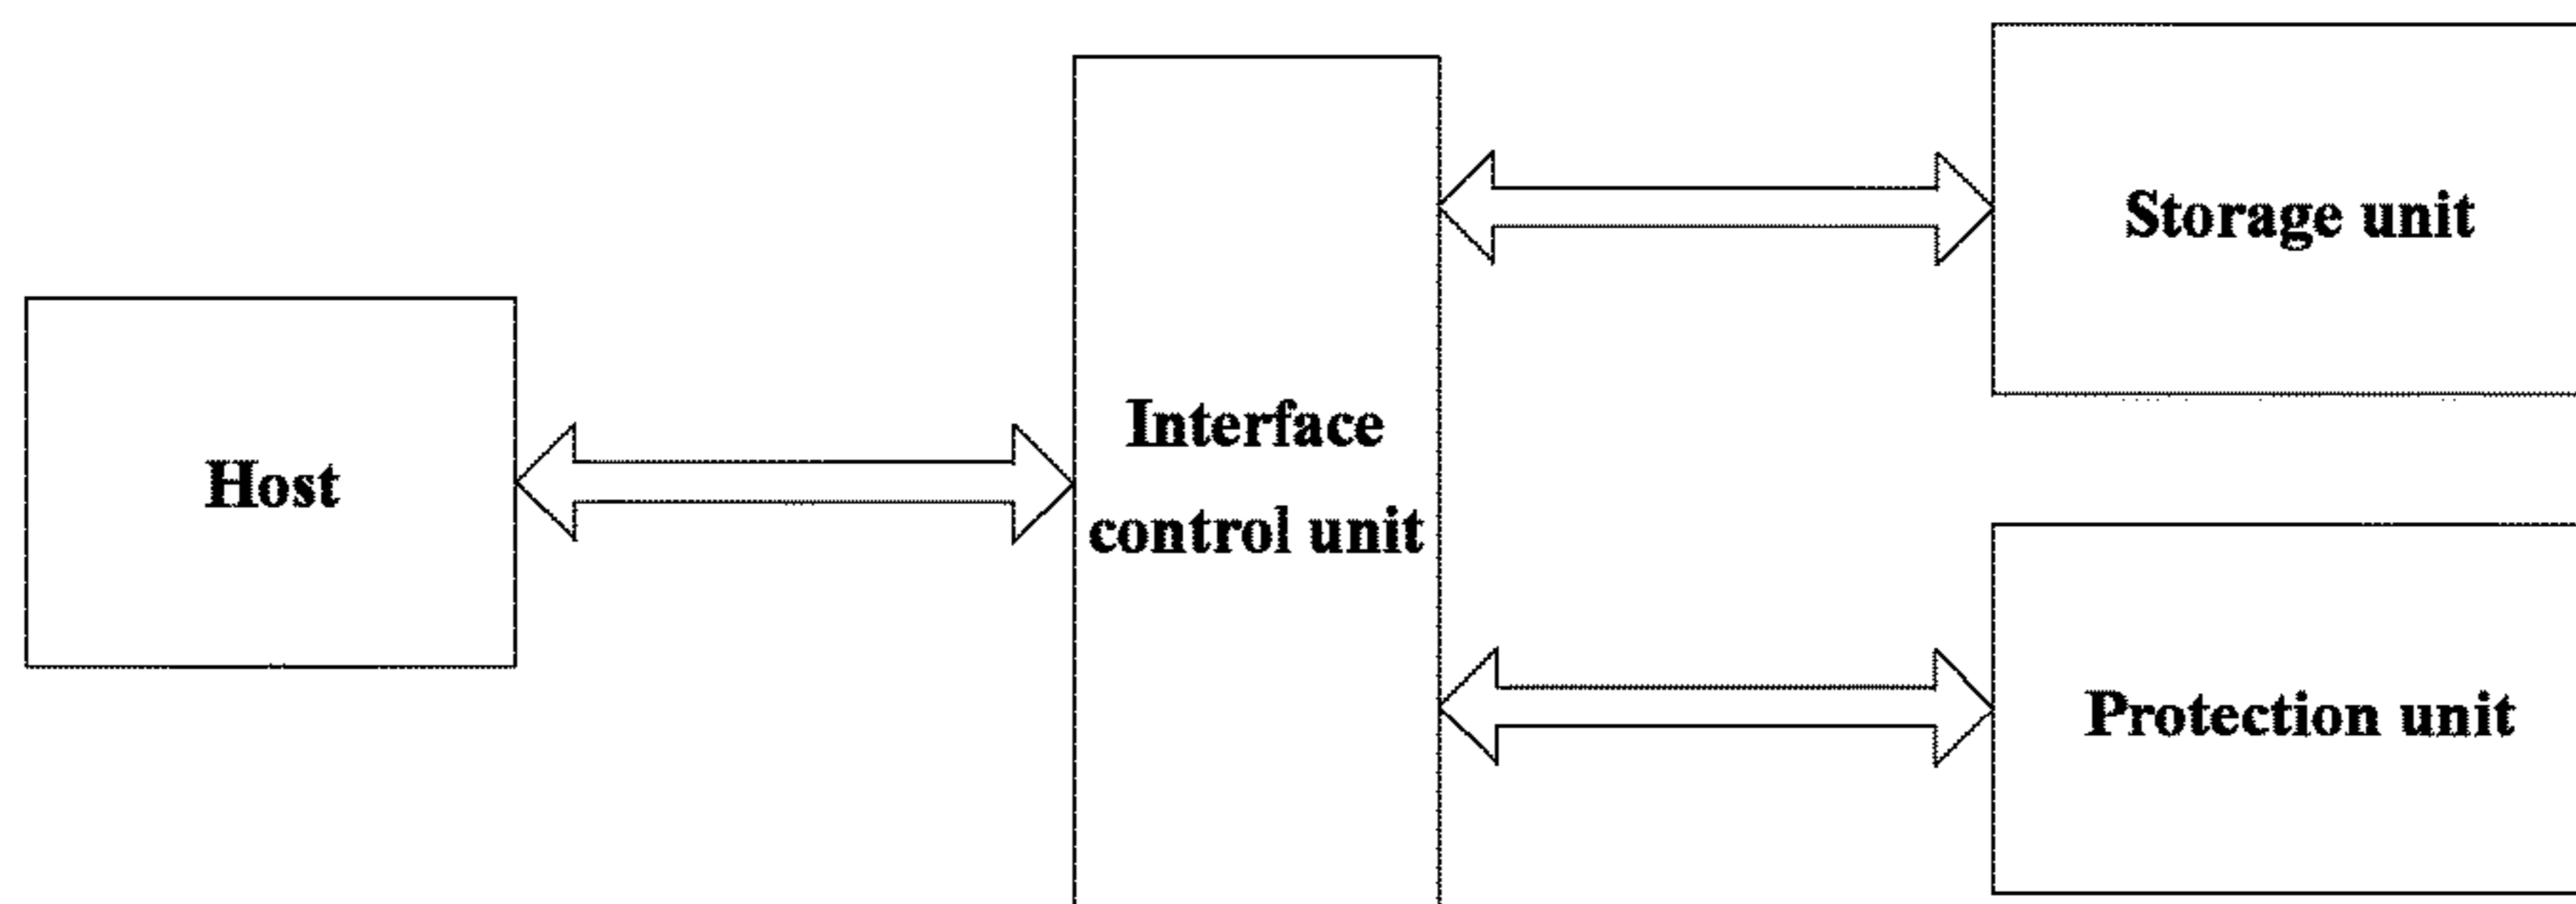 Host
Interface
control unit
Storage unit
Protection unit